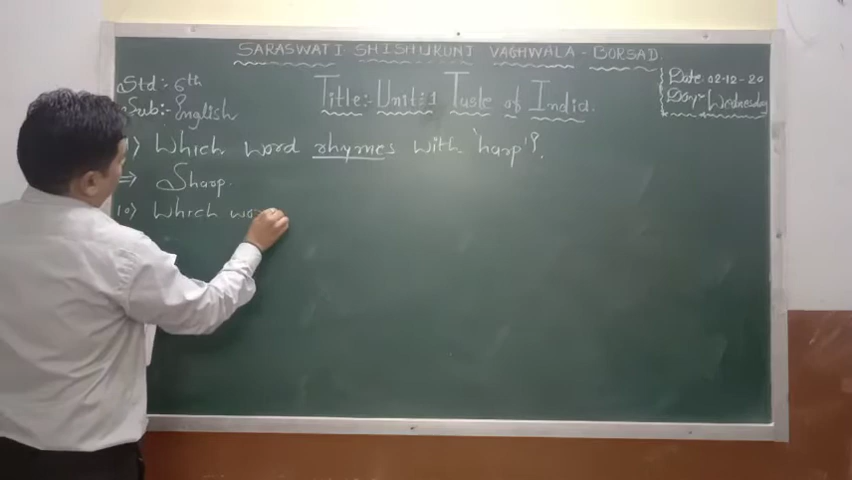 SARASWATI SHISHUKUNJ VAGHWALA - BORSAD.
Std:- 6th
Sub:- English
Title:- Unit:1 Taste of India.
Date: 02-12-20
Day:- Wednesday
9) Which word rhymes with 'harp'?
⇒ Sharp.
10) Which wor